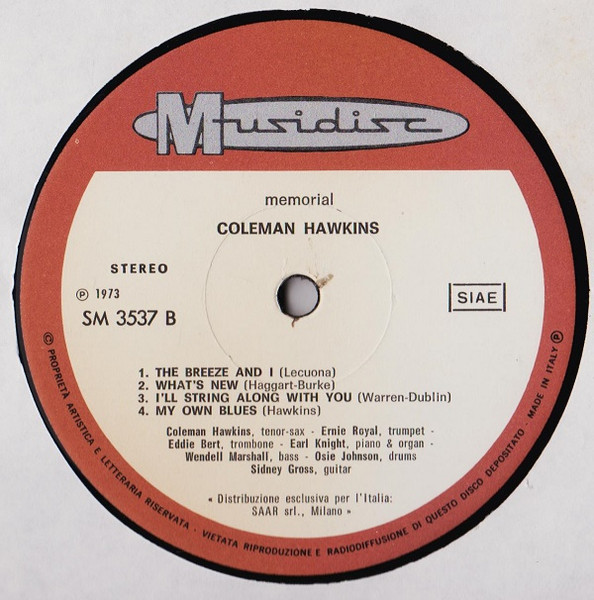 Musidisc
memorial
COLEMAN HAWKINS
STEREO
℗ 1973
SM 3537 B
SIAE
1. THE BREEZE AND I (Lecuona)
2. WHAT'S NEW (Haggart-Burke)
3. I'LL STRING ALONG WITH YOU (Warren-Dublin)
4. MY OWN BLUES (Hawkins)
Coleman Hawkins, tenor-sax - Ernie Royal, trumpet -
Eddie Bert, trombone - Earl Knight, piano & organ -
Wendell Marshall, bass - Osie Johnson, drums
Sidney Gross, guitar
« Distribuzione esclusiva per l'Italia:
SAAR srl., Milano »
© PROPRIETÀ ARTISTICA E LETTERARIA RISERVATA - VIETATA RIPRODUZIONE E RADIODIFFUSIONE DI QUESTO DISCO DEPOSITATO - MADE IN ITALY ℗